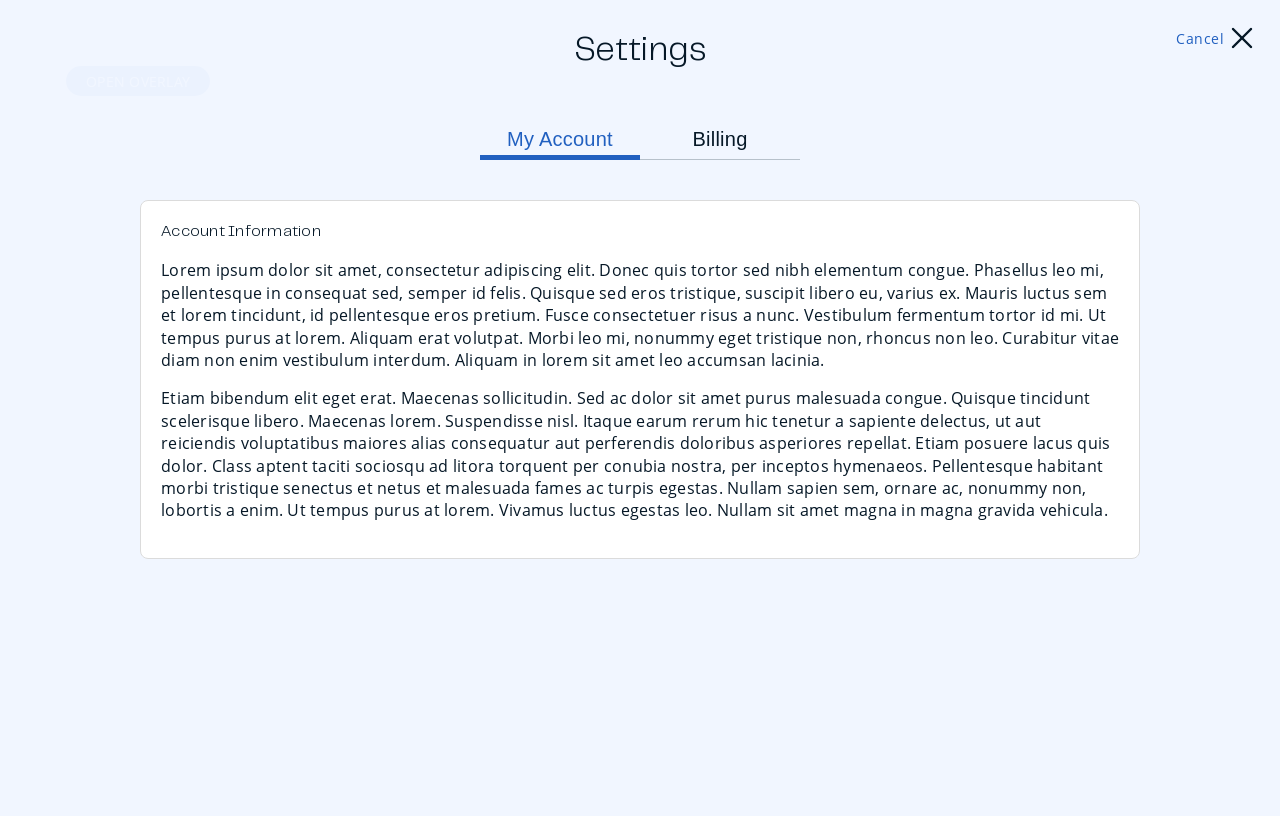 Settings
Cancel
OPEN OVERLAY
My Account
Billing
Account Information
Lorem ipsum dolor sit amet, consectetur adipiscing elit. Donec quis tortor sed nibh elementum congue. Phasellus leo mi,
pellentesque in consequat sed, semper id felis. Quisque sed eros tristique, suscipit libero eu, varius ex. Mauris luctus sem
et lorem tincidunt, id pellentesque eros pretium. Fusce consectetuer risus a nunc. Vestibulum fermentum tortor id mi. Ut
tempus purus at lorem. Aliquam erat volutpat. Morbi leo mi, nonummy eget tristique non, rhoncus non leo. Curabitur vitae
diam non enim vestibulum interdum. Aliquam in lorem sit amet leo accumsan lacinia.
Etiam bibendum elit eget erat. Maecenas sollicitudin. Sed ac dolor sit amet purus malesuada congue. Quisque tincidunt
scelerisque libero. Maecenas lorem. Suspendisse nisl. Itaque earum rerum hic tenetur a sapiente delectus, ut aut
reiciendis voluptatibus maiores alias consequatur aut perferendis doloribus asperiores repellat. Etiam posuere lacus quis
dolor. Class aptent taciti sociosqu ad litora torquent per conubia nostra, per inceptos hymenaeos. Pellentesque habitant
morbi tristique senectus et netus et malesuada fames ac turpis egestas. Nullam sapien sem, ornare ac, nonummy non,
lobortis a enim. Ut tempus purus at lorem. Vivamus luctus egestas leo. Nullam sit amet magna in magna gravida vehicula.